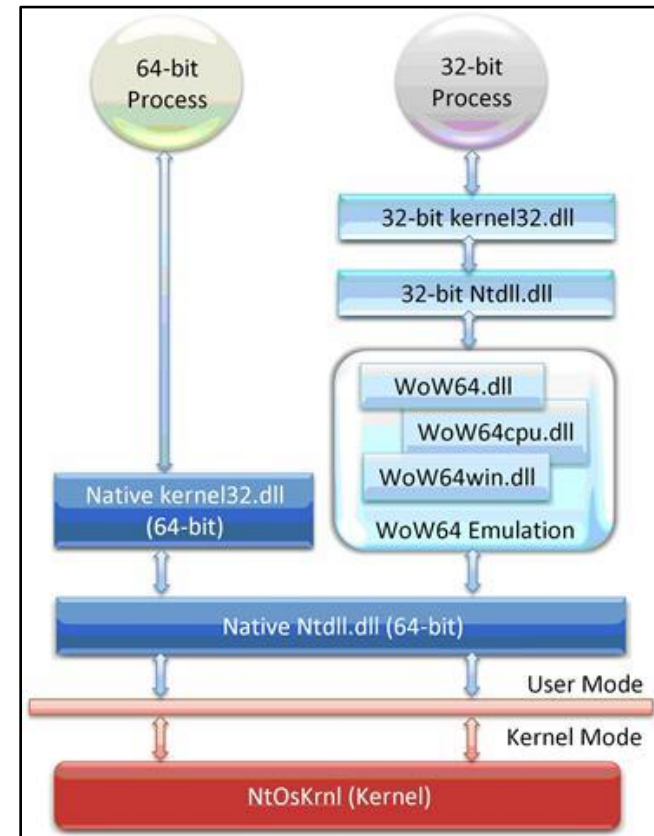 64-bit
Process
32-bit
Process
32-bit kernel32.dll
32-bit Ntdll.dll
WoW64.dll
WoW64cpu.dll
WoW64win.dll
WoW64 Emulation
Native kernel32.dll
(64-bit)
Native Ntdll.dll (64-bit)
User Mode
Kernel Mode
NtOsKrnl (Kernel)